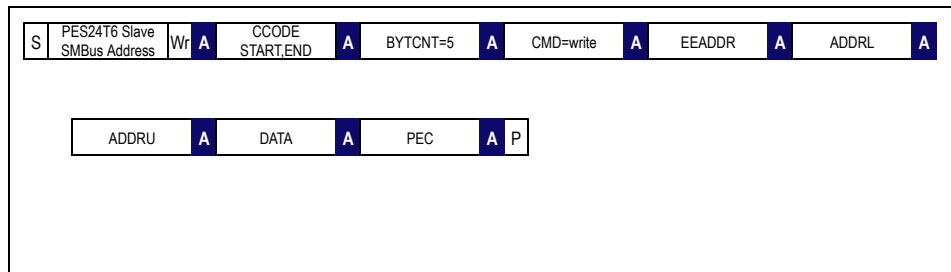 S PES24T6 Slave SMBus Address Wr A CCODE START,END A BYTCNT=5 A CMD=write A EEADDR A ADDRL A
ADDRU A DATA A PEC A P